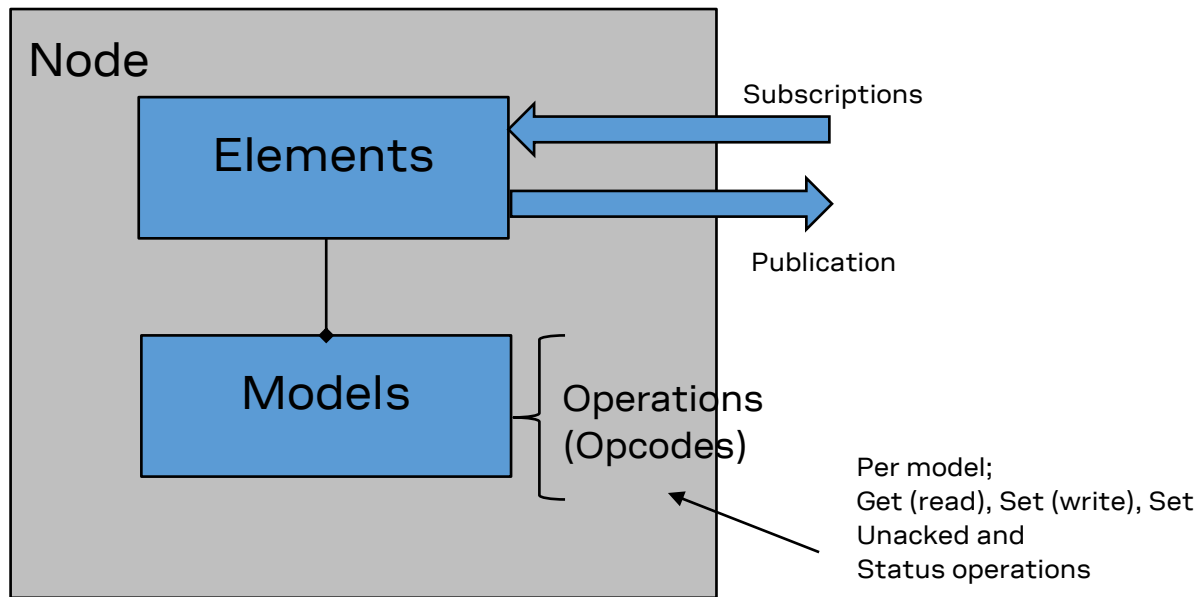 Node
Subscriptions
Elements
Publication
Models
Operations
(Opcodes)
Per model;
Get (read), Set (write), Set
Unacked and
Status operations